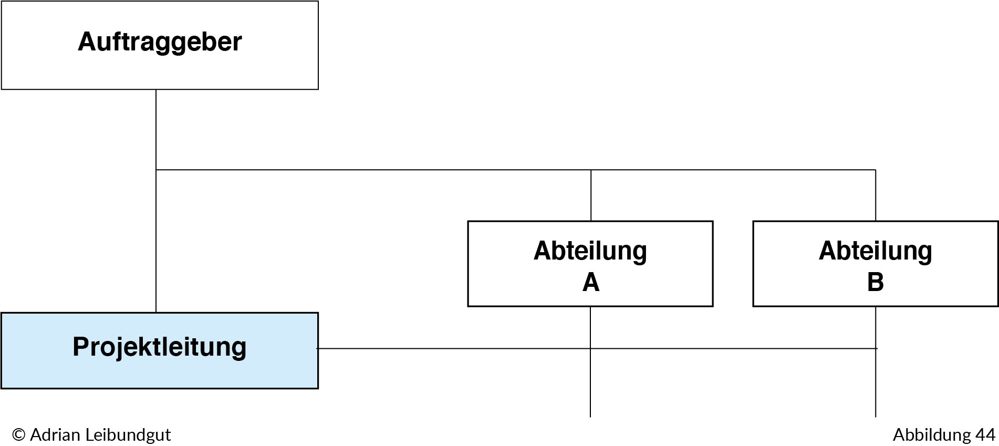 Auftraggeber
Abteilung
A
Abteilung
B
Projektleitung
© Adrian Leibundgut
Abbildung 44